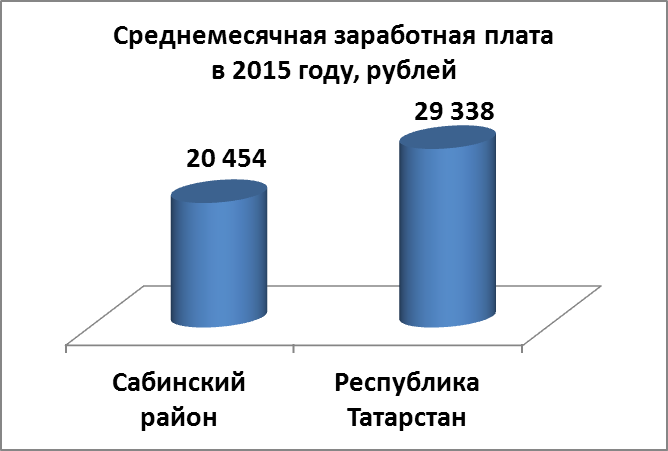 Среднемесячная заработная плата
в 2015 году, рублей
29 338
20 454
Сабинский
район
Республика
Татарстан